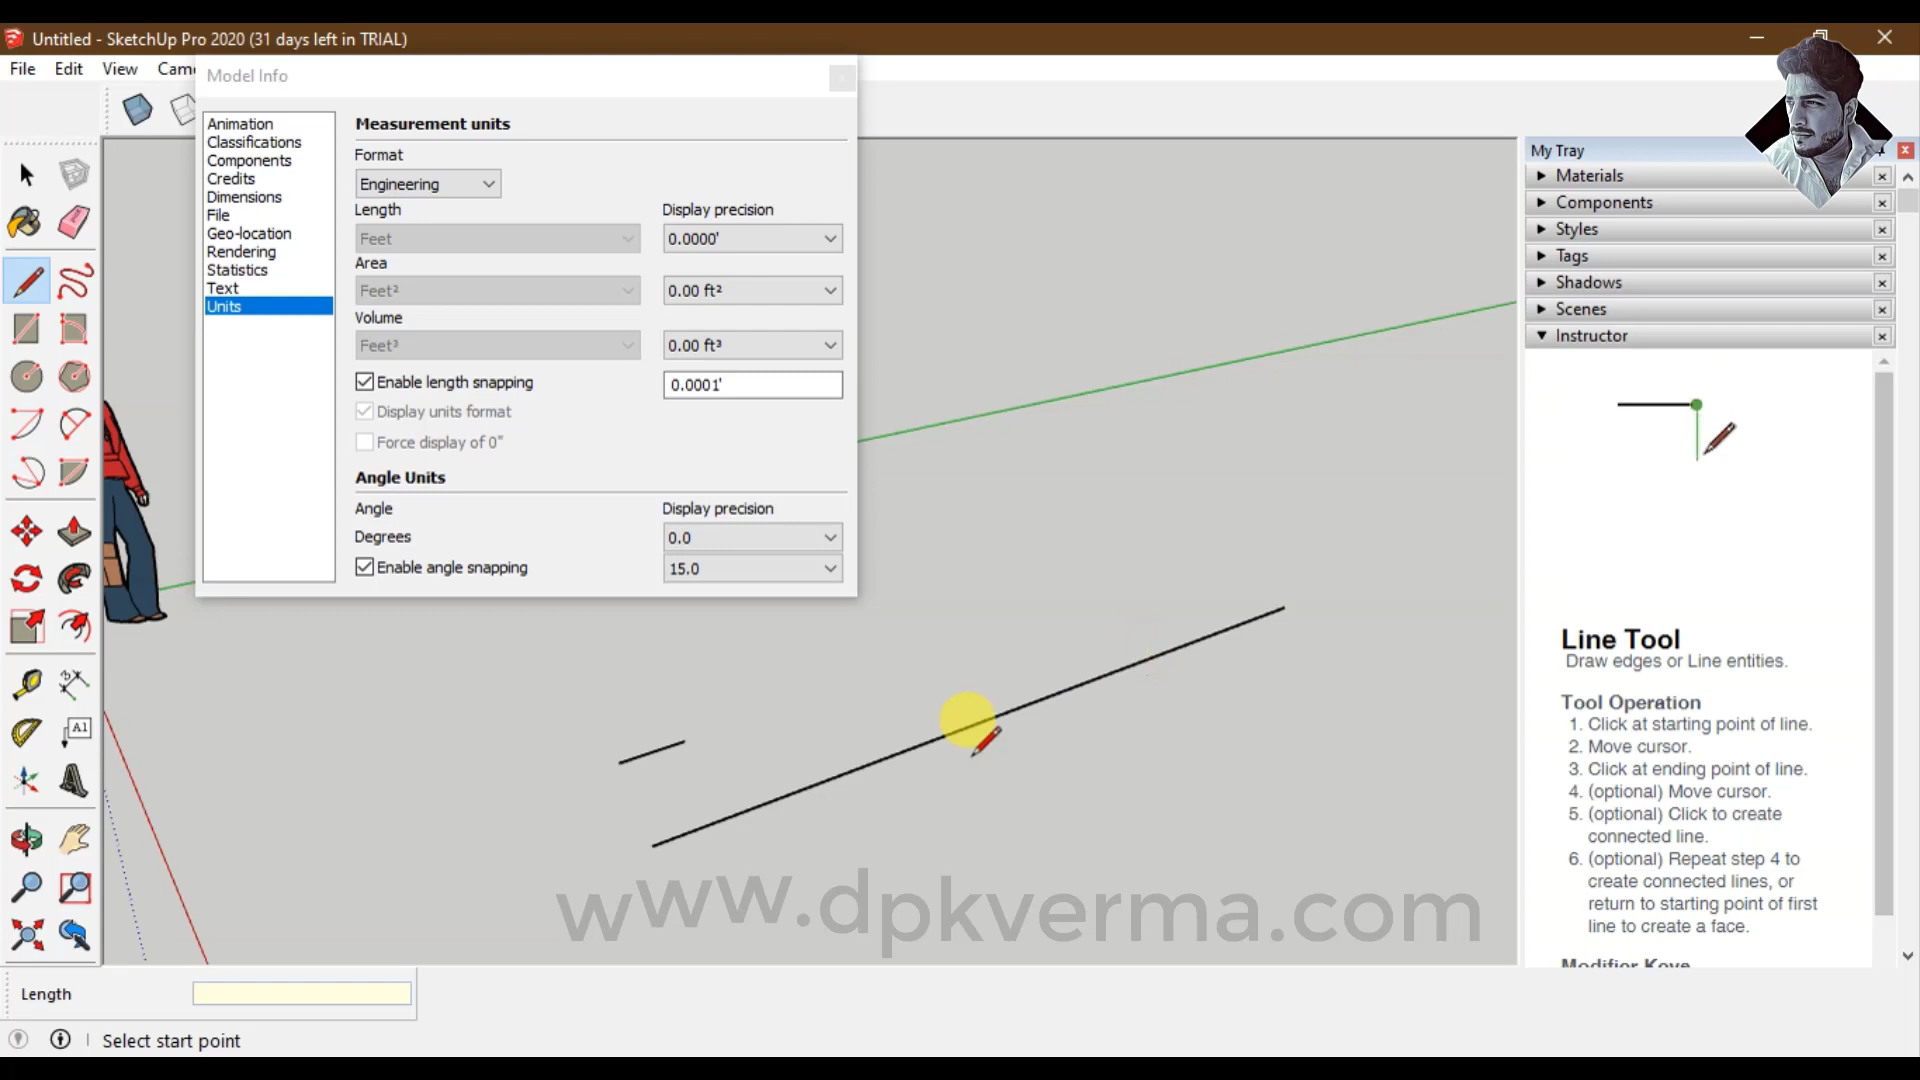 Untitled - SketchUp Pro 2020 (31 days left in TRIAL)
File Edit View Came
Model Info
Animation
Classifications
Components
Credits
Dimensions
File
Geo-location
Rendering
Statistics
Text
Units
Measurement units
Format
Engineering
Length Display precision
Feet 0.0000'
Area
Feet² 0.00 ft²
Volume
Feet³ 0.00 ft³
Enable length snapping 0.0001'
Display units format
Force display of 0"
Angle Units
Angle Display precision
Degrees 0.0
Enable angle snapping 15.0
My Tray
Materials
Components
Styles
Tags
Shadows
Scenes
Instructor
Line Tool
Draw edges or Line entities.
Tool Operation
1. Click at starting point of line.
2. Move cursor.
3. Click at ending point of line.
4. (optional) Move cursor.
5. (optional) Click to create
connected line.
6. (optional) Repeat step 4 to
create connected lines, or
return to starting point of first
line to create a face.
Modifier Keys
A1
www.dpkverma.com
Length
Select start point